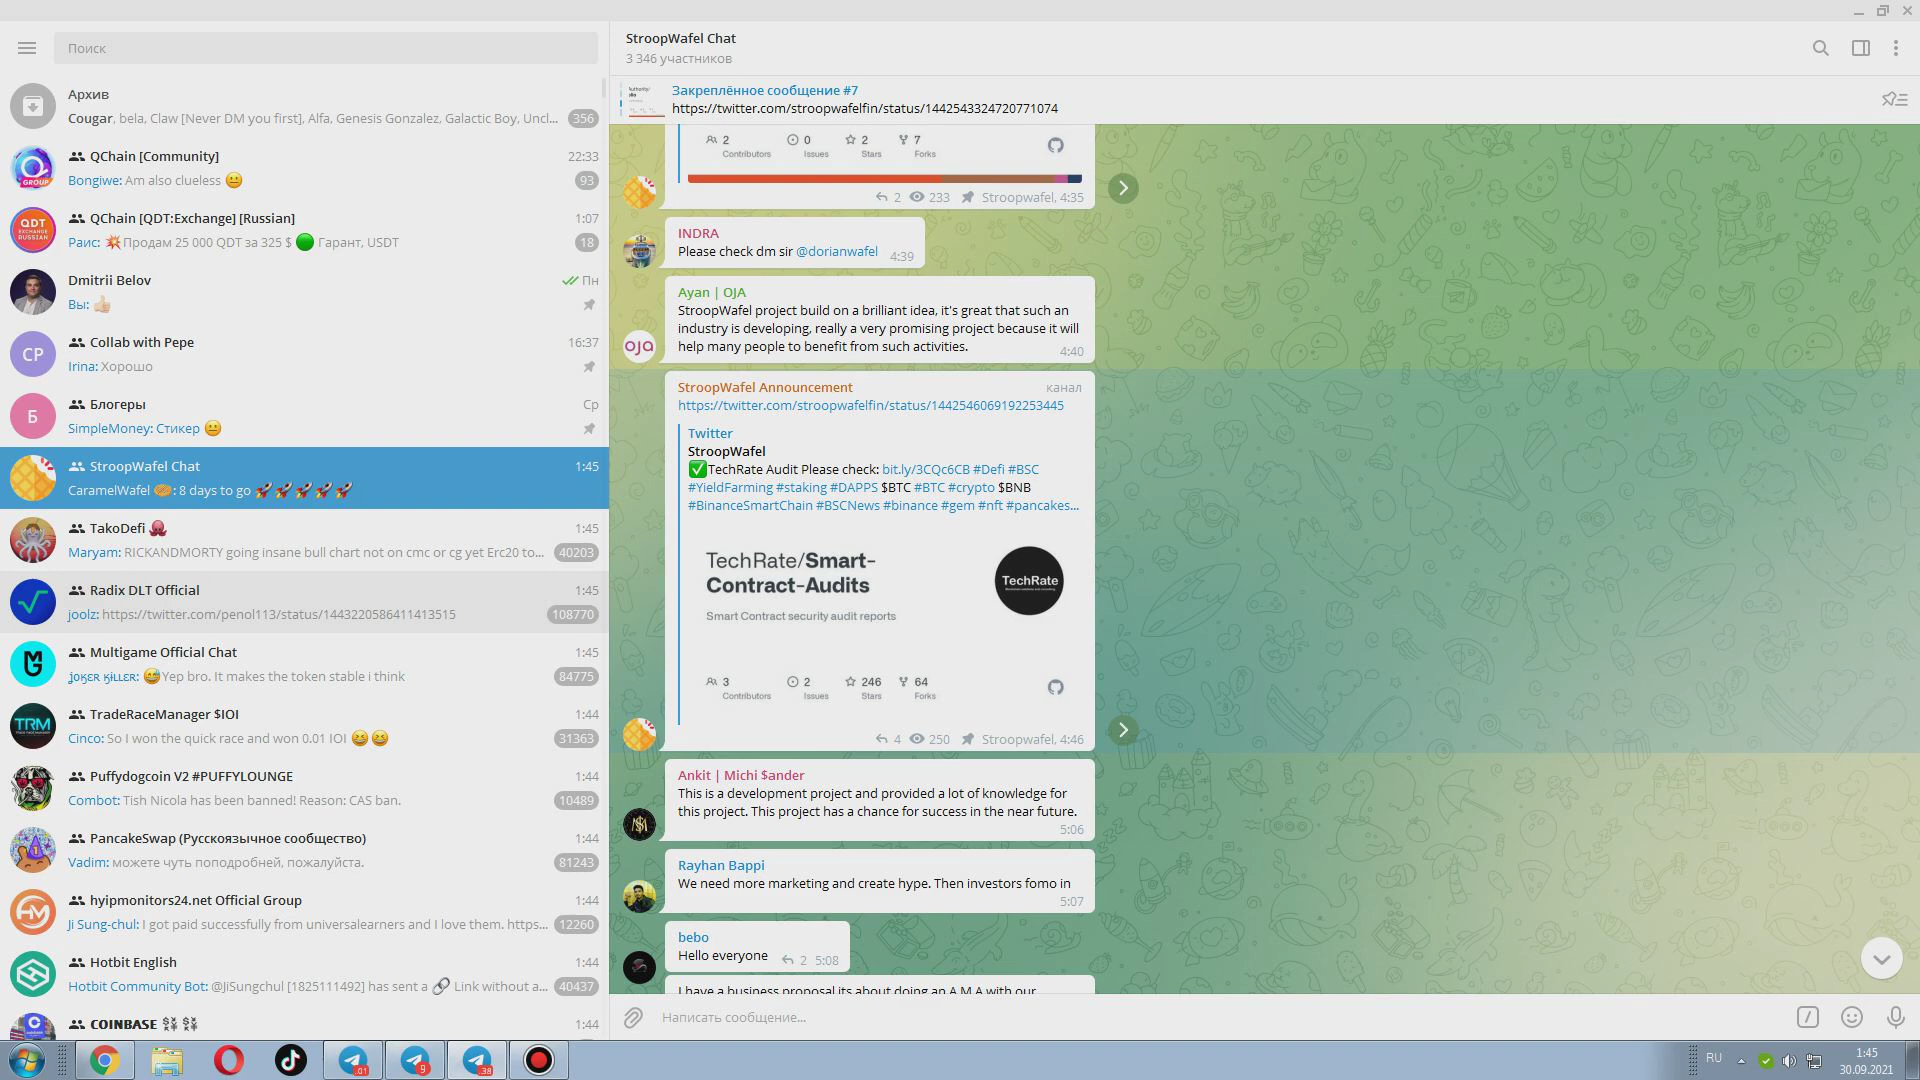 Поиск
Архив
Cougar, bela, Claw [Never DM you first], Alfa, Genesis Gonzalez, Galactic Boy, Uncl...
356
QChain [Community]
22:33
Bongiwe: Am also clueless 😐
93
GROUP
QChain [QDT:Exchange] [Russian]
1:07
Раис: 💥Продам 25 000 QDT за 325 $ 🟢 Гарант, USDT
18
QDT
EXCHANGE
RUSSIAN
Dmitrii Belov
Пн
Вы: 👍🏻
CP
Collab with Pepe
16:37
Irina: Хорошо
Б
Блогеры
Ср
SimpleMoney: Стикер 😐
StroopWafel Chat
1:45
CaramelWafel 🧇: 8 days to go 🚀🚀🚀🚀🚀
TakoDefi 🐙
1:45
Maryam: RICKANDMORTY going insane bull chart not on cmc or cg yet Erc20 to...
40203
Radix DLT Official
1:45
joolz: https://twitter.com/penol113/status/1443220586411413515
108770
Multigame Official Chat
1:45
😅Yep bro. It makes the token stable i think
84775
TRM
TradeRaceManager $IOI
1:44
Cinco: So I won the quick race and won 0.01 IOI 😆😆
31363
Puffydogcoin V2 #PUFFYLOUNGE
1:44
Combot: Tish Nicola has been banned! Reason: CAS ban.
10489
PancakeSwap (Русскоязычное сообщество)
1:44
Vadim: можете чуть поподробней, пожалуйста.
81243
hyipmonitors24.net Official Group
1:44
Ji Sung-chul: I got paid successfully from universalearners and I love them. https...
12260
Hotbit English
1:44
Hotbit Community Bot: @JiSungchul [1825111492] has sent a 🔗 Link without a...
40437
COINBASE
1:44
StroopWafel Chat
3 346 участников
Закреплённое сообщение #7
https://twitter.com/stroopwafelfin/status/1442543324720771074
2 Contributors
0 Issues
2 Stars
7 Forks
2 233 Stroopwafel, 4:35
INDRA
Please check dm sir @dorianwafel 4:39
Ayan | OJA
StroopWafel project build on a brilliant idea, it's great that such an
industry is developing, really a very promising project because it will
help many people to benefit from such activities. 4:40
oja
StroopWafel Announcement канал
https://twitter.com/stroopwafelfin/status/1442546069192253445
Twitter
StroopWafel
✅TechRate Audit Please check: bit.ly/3CQc6CB #Defi #BSC
#YieldFarming #staking #DAPPS $BTC #BTC #crypto $BNB
#BinanceSmartChain #BSCNews #binance #gem #nft #pancakes...
TechRate/Smart-
Contract-Audits
TechRate
Smart Contract security audit reports
3 Contributors
2 Issues
246 Stars
64 Forks
4 250 Stroopwafel, 4:46
Ankit | Michi $ander
This is a development project and provided a lot of knowledge for
this project. This project has a chance for success in the near future.
5:06
Rayhan Bappi
We need more marketing and create hype. Then investors fomo in
5:07
bebo
Hello everyone 2 5:08
I have a business proposal its about doing an A M A with our
Написать сообщение...
..01
9
..38
RU
1:45
30.09.2021